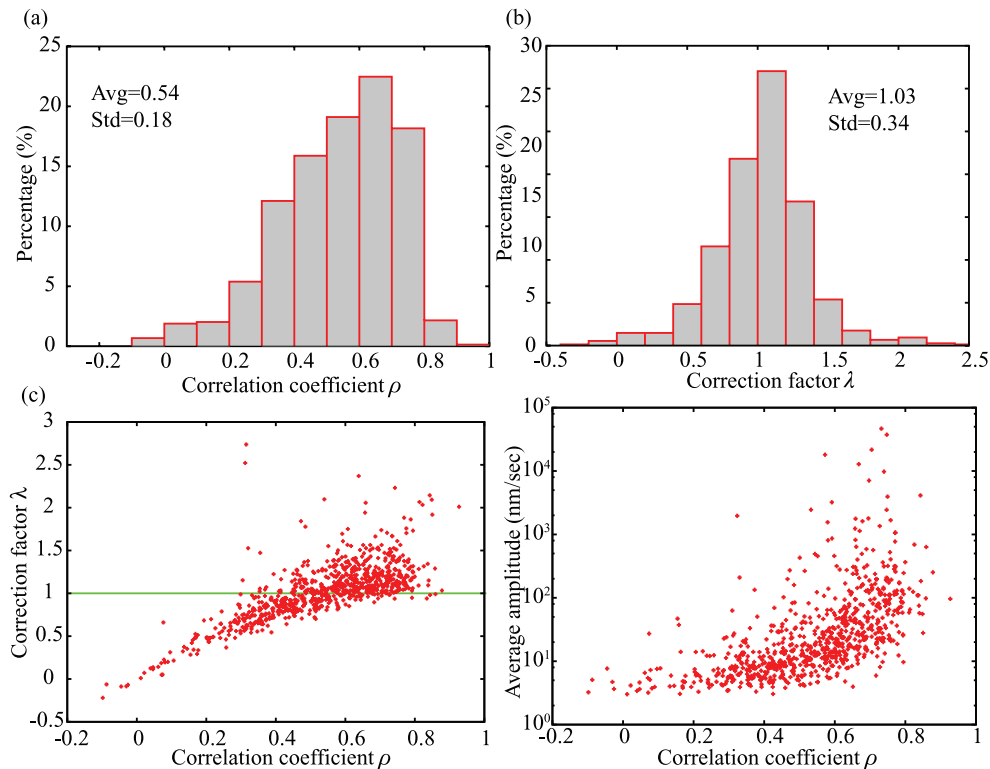 (a)
25
20
15
10
5
0
Percentage (%)
Avg=0.54
Std=0.18
-0.2 0 0.2 0.4 0.6 0.8 1
Correlation coefficient ρ
(b)
30
25
20
25
10
5
0
Percentage (%)
Avg=1.03
Std=0.34
-0.5 0 0.5 1 1.5 2 2.5
Correction factor λ
(c)
3
2.5
2
1.5
1
0.5
0
-0.5
Correction factor λ
-0.2 0 0.2 0.4 0.6 0.8 1
Correlation coefficient ρ
10⁵
10⁴
10³
10²
10¹
10⁰
Average amplitude (nm/sec)
-0.2 0 0.2 0.4 0.6 0.8 1
Correlation coefficient ρ